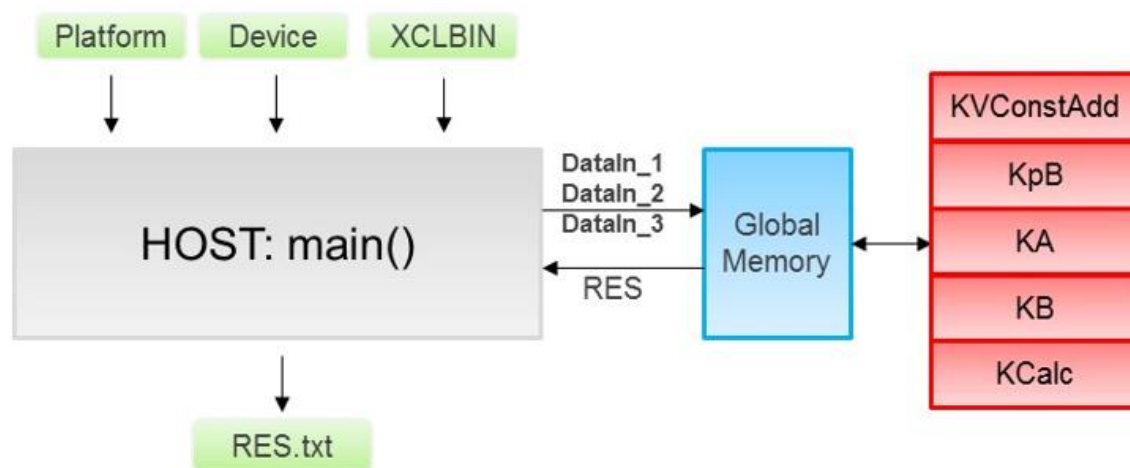 Platform
Device
XCLBIN
HOST: main()
DataIn_1
DataIn_2
DataIn_3
RES
Global
Memory
KVConstAdd
KpB
KA
KB
KCalc
RES.txt